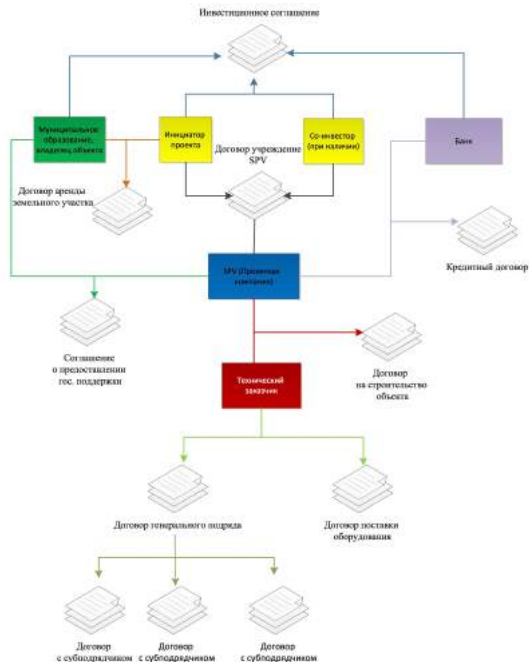 Инвестиционное соглашение
Муниципальное
образование,
владелец объекта
Инициатор
проекта
Со-инвестор
(при наличии)
Банк
Договор учреждение
SPV
Договор аренды
земельного участка
SPV (Проектная
компания)
Кредитный договор
Соглашение
о предоставлении
гос. поддержки
Технический
заказчик
Договор
на строительство
объекта
Договор генерального подряда
Договор поставки
оборудования
Договор
с субподрядчиком
Договор
с субподрядчиком
Договор
с субподрядчиком